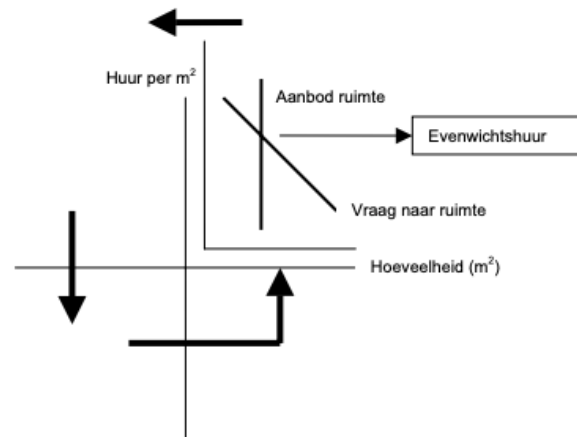 Huur per m²
Aanbod ruimte
Evenwichtshuur
Vraag naar ruimte
Hoeveelheid (m²)